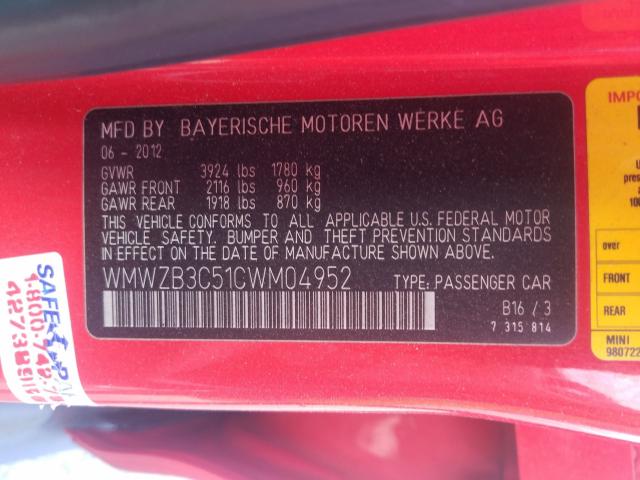 MFD BY BAYERISCHE MOTOREN WERKE AG
06 - 2012
GVWR 3924 lbs 1780 kg
GAWR FRONT 2116 lbs 960 kg
GAWR REAR 1918 lbs 870 kg
THIS VEHICLE CONFORMS TO ALL APPLICABLE U.S. FEDERAL MOTOR
VEHICLE SAFETY, BUMPER AND THEFT PREVENTION STANDARDS
IN EFFECT ON THE DATE OF MANUFACTURE SHOWN ABOVE.
WMWZB3C51CWM04952 TYPE: PASSENGER CAR
B16 / 3
7 315 814
over
FRONT
REAR
MINI